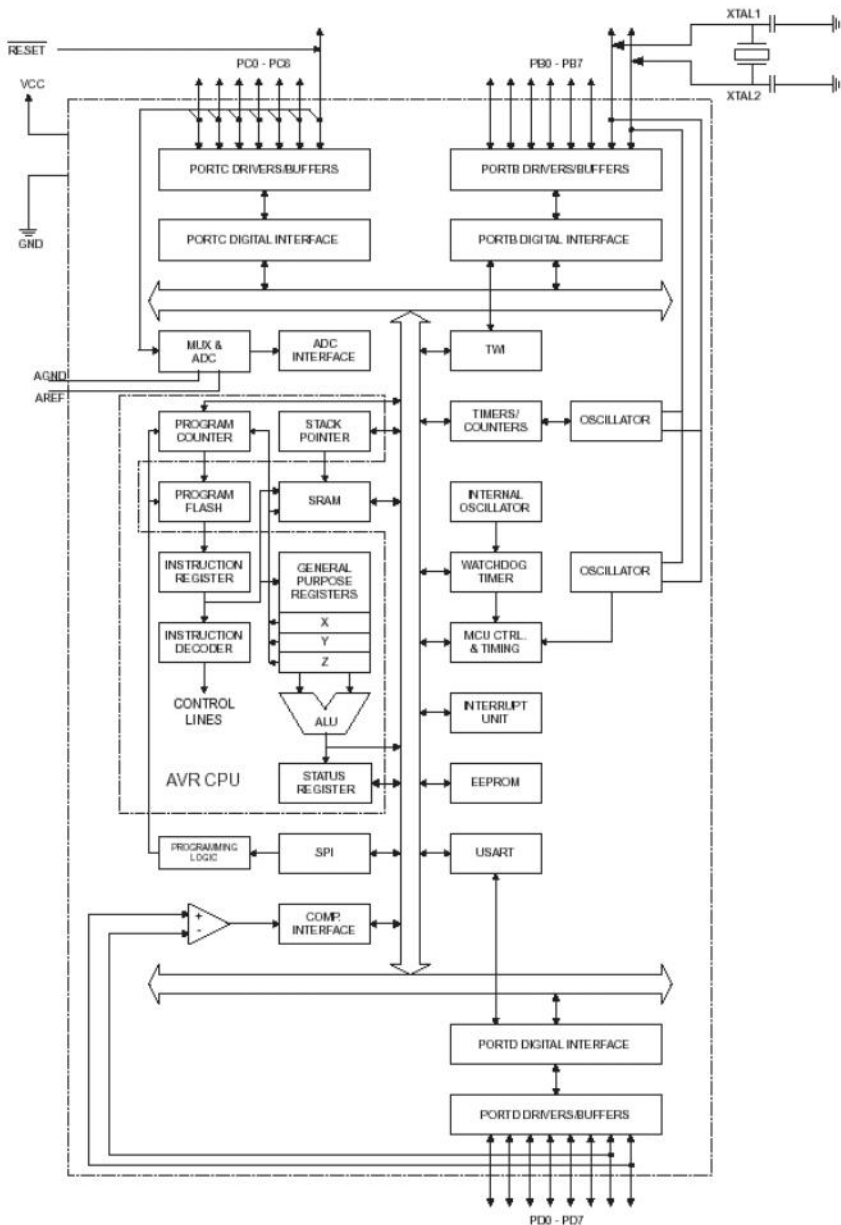 XTAL1
RESET
PC0 - PC6
PB0 - PB7
VCC
XTAL2
PORTC DRIVERS/BUFFERS
PORTB DRIVERS/BUFFERS
GND
PORTC DIGITAL INTERFACE
PORTB DIGITAL INTERFACE
MUX &
ADC
ADC
INTERFACE
TWI
AGND
AREF
PROGRAM
COUNTER
STACK
POINTER
TIMERS/
COUNTERS
OSCILLATOR
PROGRAM
FLASH
SRAM
INTERNAL
OSCILLATOR
INSTRUCTION
REGISTER
GENERAL
PURPOSE
REGISTERS
WATCHDOG
TIMER
OSCILLATOR
X
INSTRUCTION
DECODER
Y
MCU CTRL.
& TIMING
Z
CONTROL
LINES
ALU
INTERRUPT
UNIT
AVR CPU
STATUS
REGISTER
EEPROM
PROGRAMMING
LOGIC
SPI
USART
+
-
COMP.
INTERFACE
PORTD DIGITAL INTERFACE
PORTD DRIVERS/BUFFERS
PD0 - PD7